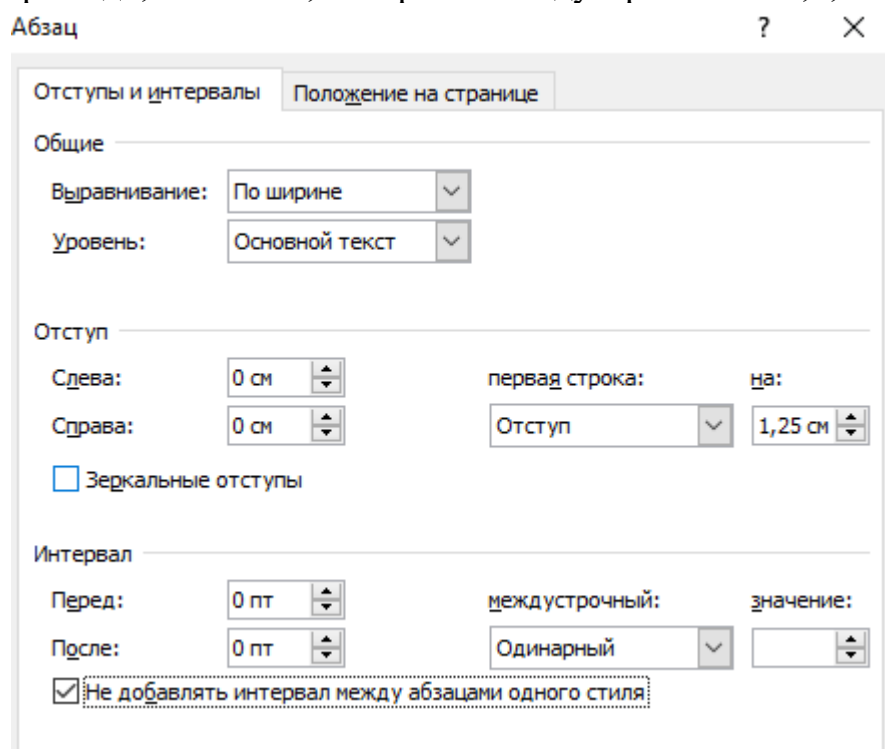 Абзац ?
Отступы и интервалы Положение на странице
Общие
Выравнивание: По ширине
Уровень: Основной текст
Отступ
Слева: 0 см первая строка: на:
Справа: 0 см Отступ 1,25 см
Зеркальные отступы
Интервал
Перед: 0 пт междустрочный: значение:
После: 0 пт Одинарный
Не добавлять интервал между абзацами одного стиля